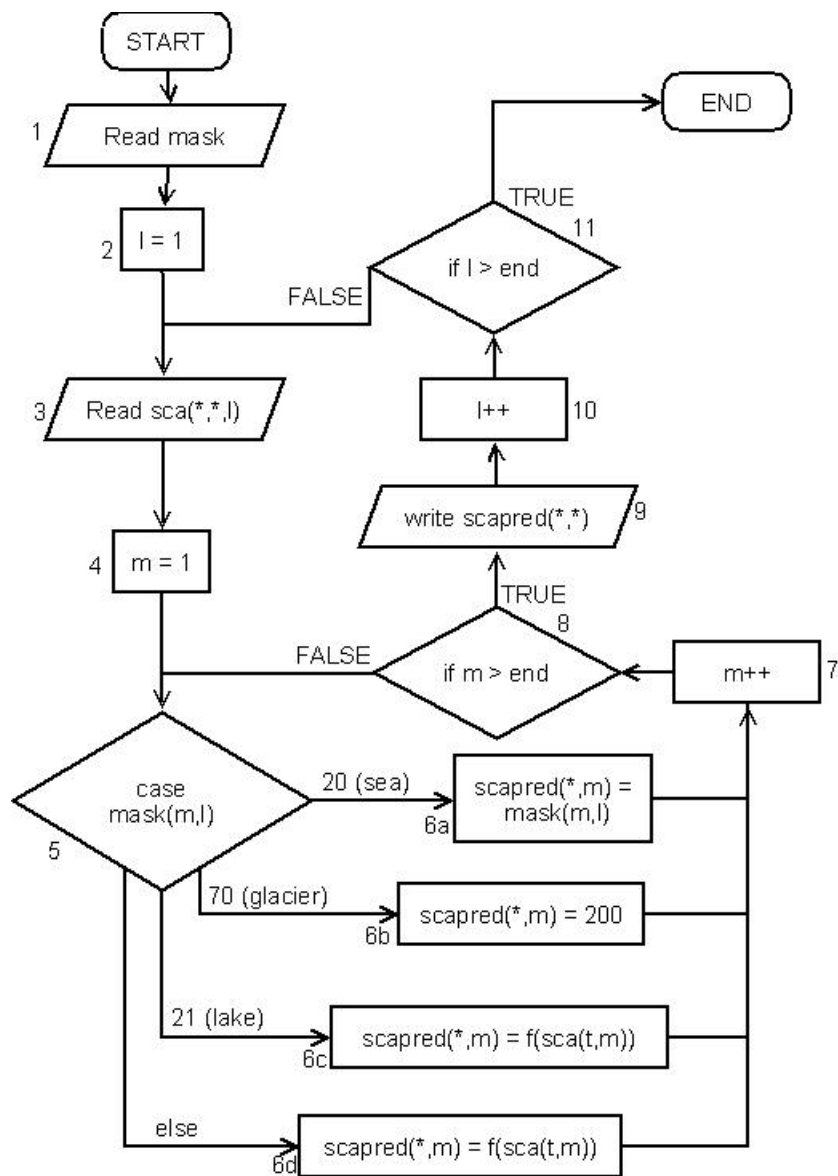 START
1
Read mask
2
l = 1
3
Read sca(*,*,l)
4
m = 1
5
case
mask(m,l)
20 (sea)
6a
scapred(*,m) =
mask(m,l)
70 (glacier)
6b
scapred(*,m) = 200
21 (lake)
6c
scapred(*,m) = f(sca(t,m))
else
6d
scapred(*,m) = f(sca(t,m))
m++
7
if m > end
8
FALSE
TRUE
write scapred(*,*)
9
l++
10
if l > end
11
FALSE
TRUE
END